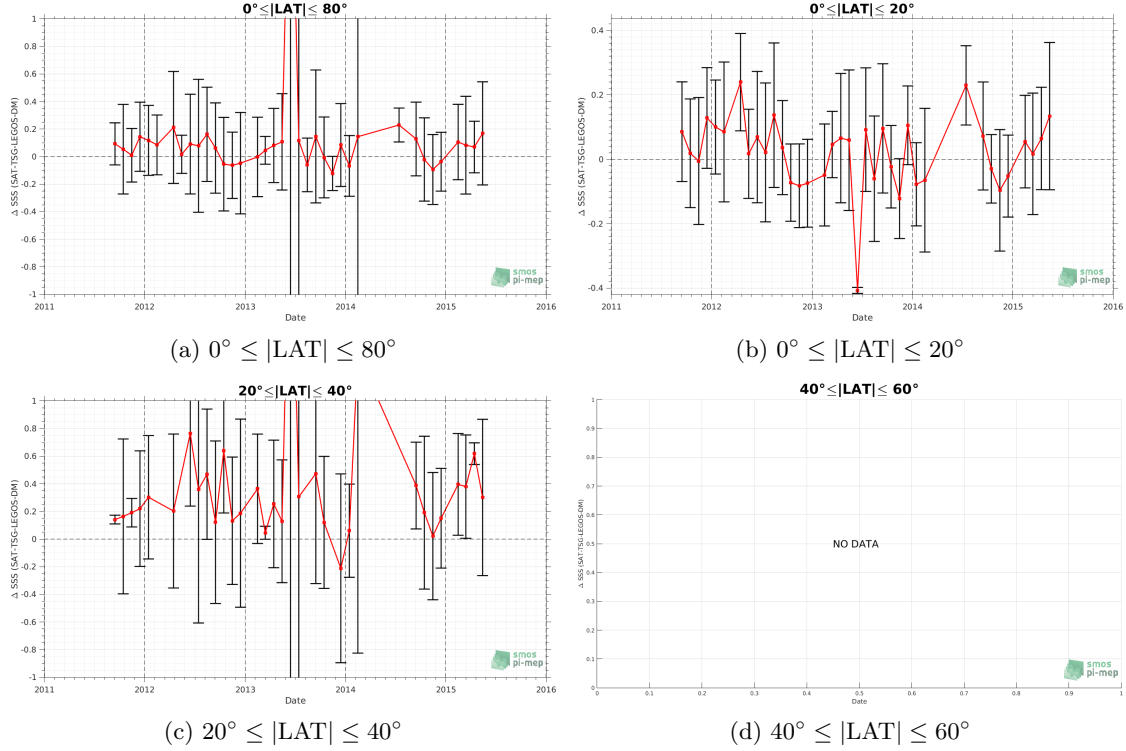 0°≤|LAT|≤ 80°
Δ SSS (SAT-TSG-LEGOS-DM)
1
0.8
0.6
0.4
0.2
0
-0.2
-0.4
-0.6
-0.8
-1
2011
2012
2013
2014
2015
2016
Date
smos
pi-mep
(a) 0° ≤ |LAT| ≤ 80°
0°≤|LAT|≤ 20°
Δ SSS (SAT-TSG-LEGOS-DM)
0.4
0.2
0
-0.2
-0.4
2011
2012
2013
2014
2015
2016
Date
smos
pi-mep
(b) 0° ≤ |LAT| ≤ 20°
20°≤|LAT|≤ 40°
Δ SSS (SAT-TSG-LEGOS-DM)
1
0.8
0.6
0.4
0.2
0
-0.2
-0.4
-0.6
-0.8
-1
2011
2012
2013
2014
2015
2016
Date
smos
pi-mep
(c) 20° ≤ |LAT| ≤ 40°
40°≤|LAT|≤ 60°
Δ SSS (SAT-TSG-LEGOS-DM)
1
0.9
0.8
0.7
0.6
0.5
0.4
0.3
0.2
0.1
0
NO DATA
0
0.1
0.2
0.3
0.4
0.5
0.6
0.7
0.8
0.9
1
Date
smos
pi-mep
(d) 40° ≤ |LAT| ≤ 60°